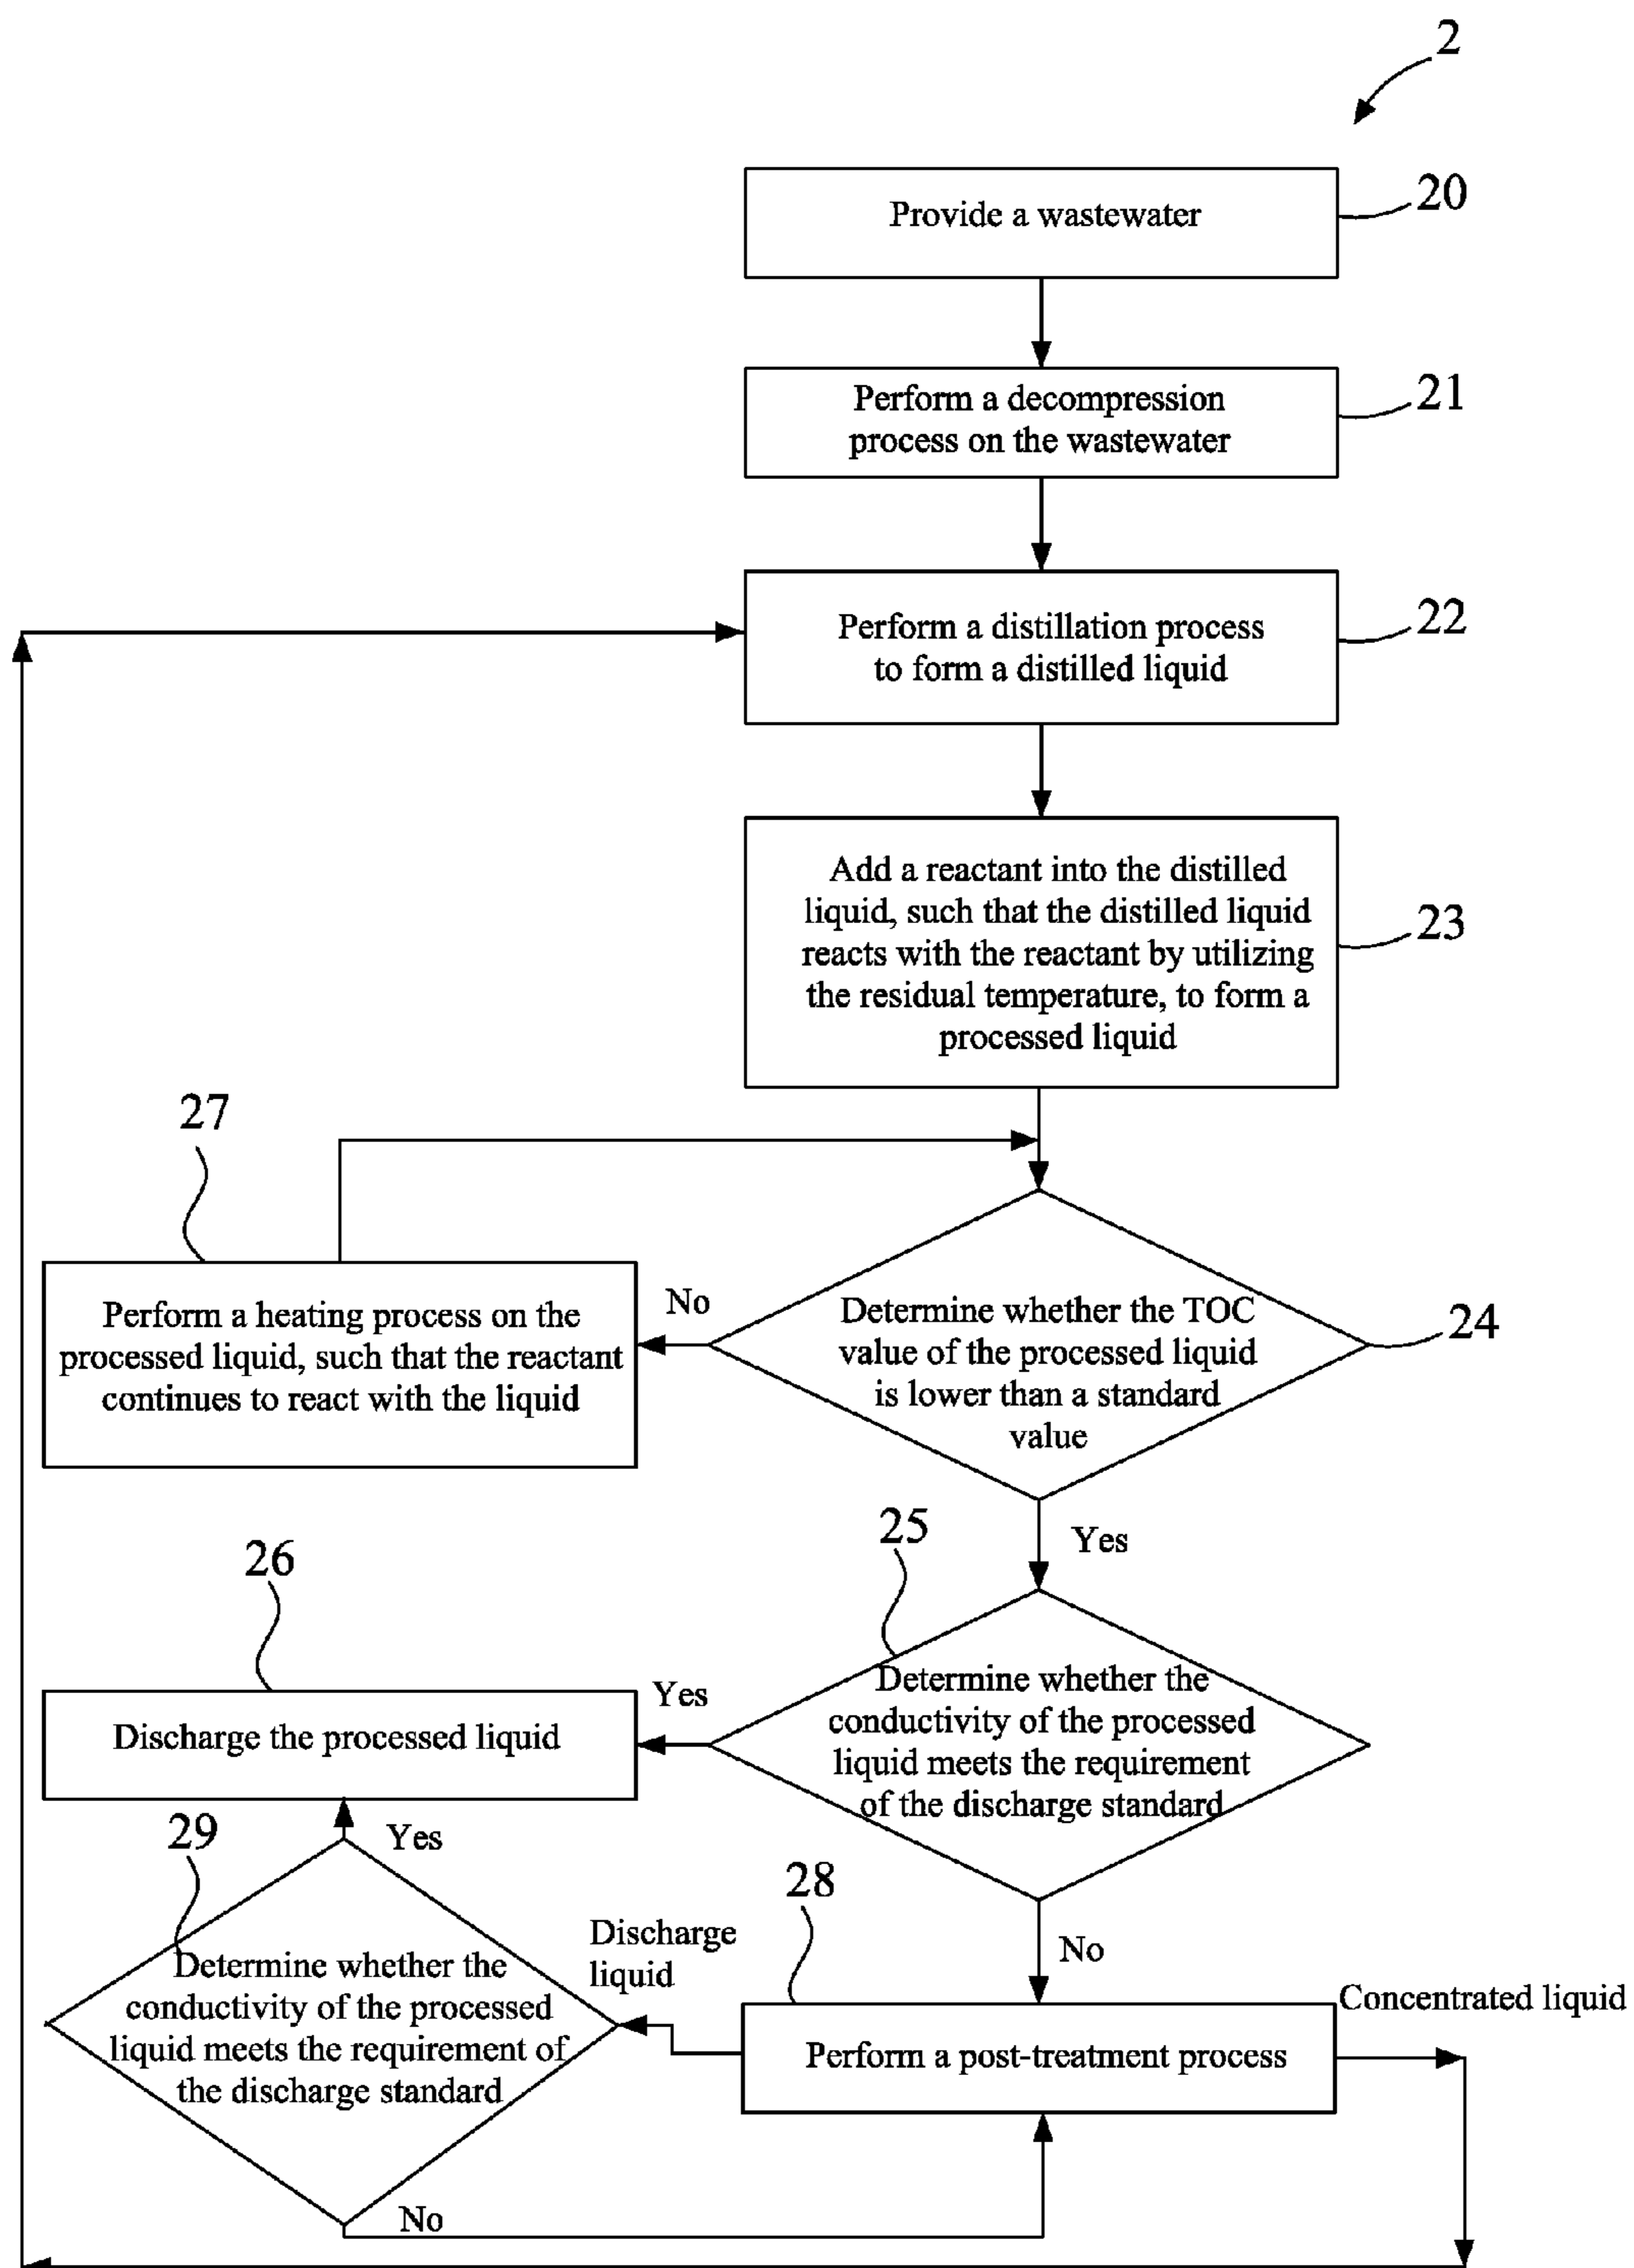 2
Provide a wastewater
20
Perform a decompression
process on the wastewater
21
Perform a distillation process
to form a distilled liquid
22
Add a reactant into the distilled
liquid, such that the distilled liquid
reacts with the reactant by utilizing
the residual temperature, to form a
processed liquid
23
27
Perform a heating process on the
processed liquid, such that the reactant
continues to react with the liquid
No
Determine whether the TOC
value of the processed liquid
is lower than a standard
value
24
Yes
25
26
Discharge the processed liquid
Yes
Determine whether the
conductivity of the processed
liquid meets the requirement
of the discharge standard
29
Yes
Determine whether the
conductivity of the processed
liquid meets the requirement of
the discharge standard
Discharge
liquid
28
No
Perform a post-treatment process
Concentrated liquid
No